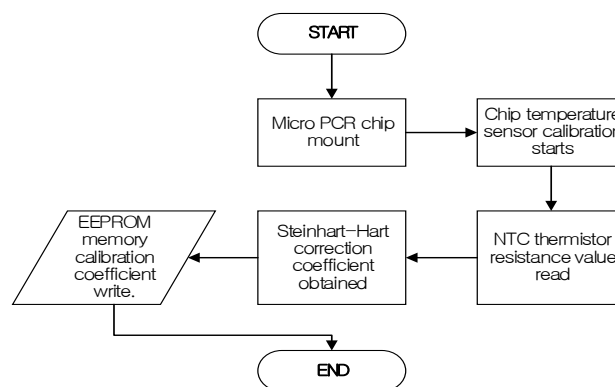 START
Micro PCR chip
mount
Chip temperature
sensor calibration
starts
NTC thermistor
resistance value
read
Steinhart-Hart
correction
coefficient
obtained
EEPROM
memory
calibration
coefficient
write.
END